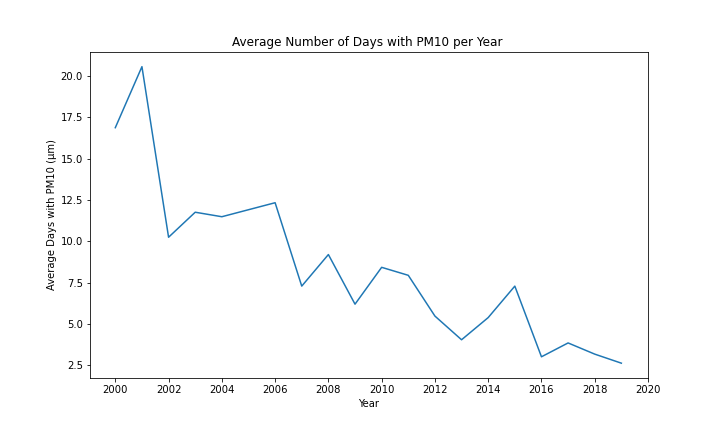 Average Number of Days with PM10 per Year
Average Days with PM10 (μm)
20.0
17.5
15.0
12.5
10.0
7.5
5.0
2.5
2000 2002 2004 2006 2008 2010 2012 2014 2016 2018 2020
Year